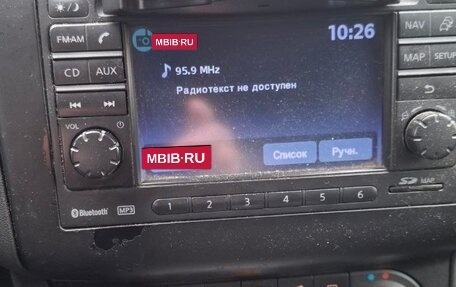 MBIB·RU
10:26
95.9 MHz
Радиотекст не доступен
MBIB·RU
Список
Ручн.
FM·AM
CD
AUX
VOL
NAV
MAP
SETUP
Bluetooth
MP3
1 2 3 4 5 6
SD MAP